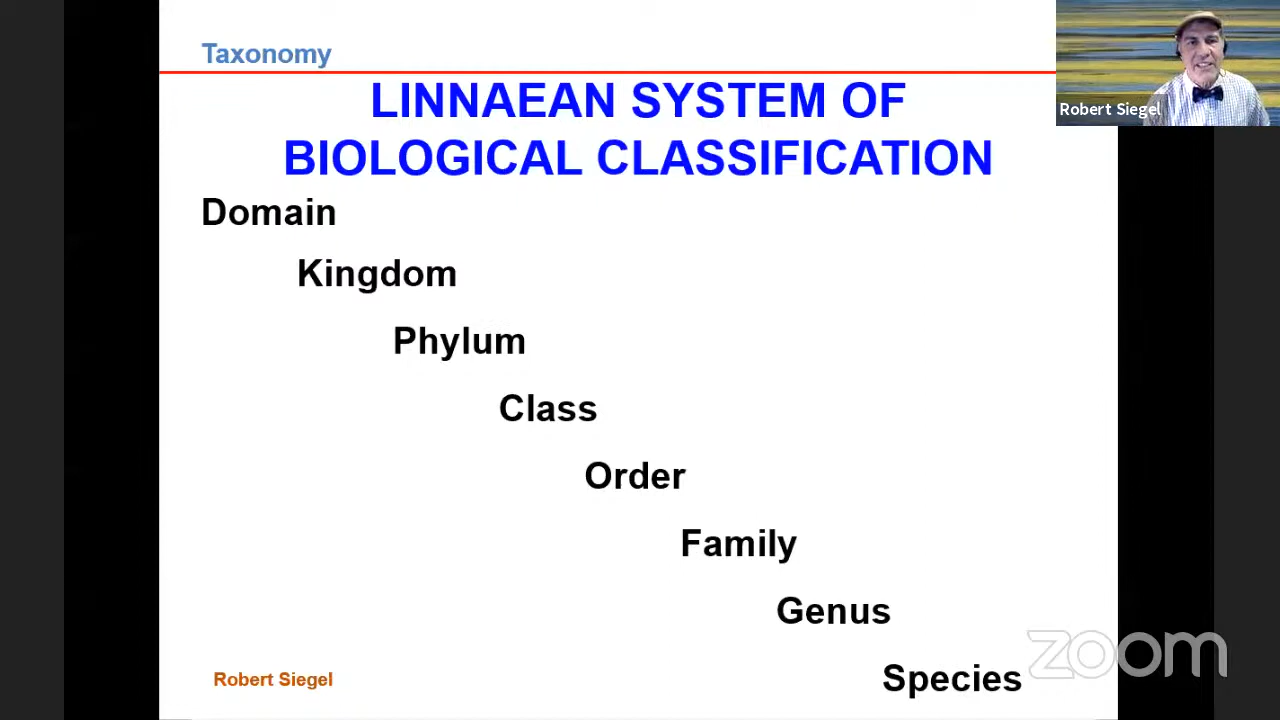 Taxonomy
LINNAEAN SYSTEM OF
BIOLOGICAL CLASSIFICATION
Robert Siegel
Domain
Kingdom
Phylum
Class
Order
Family
Genus
Species
Robert Siegel
zoom